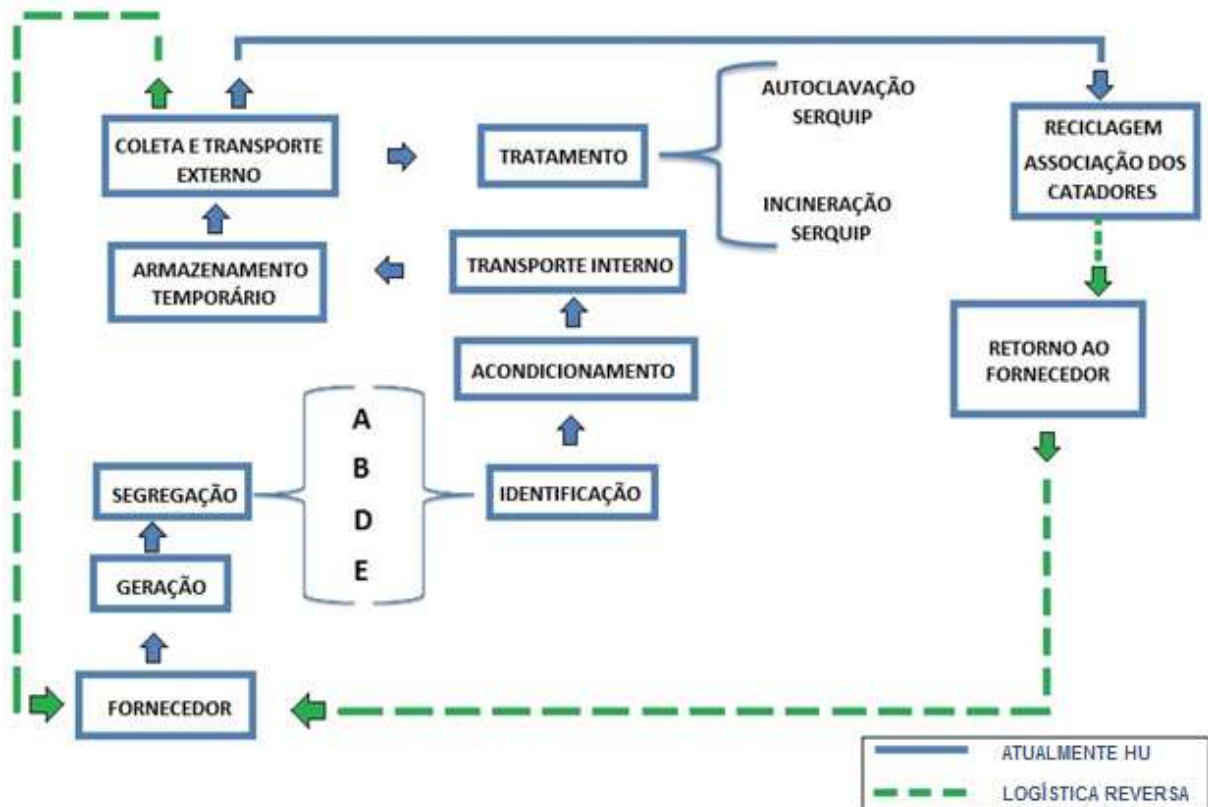 COLETA E TRANSPORTE
EXTERNO
TRATAMENTO
AUTOCLAVAÇÃO
SERQUIP
INCINERAÇÃO
SERQUIP
RECICLAGEM
ASSOCIAÇÃO DOS
CATADORES
ARMAZENAMENTO
TEMPORÁRIO
TRANSPORTE INTERNO
ACONDICIONAMENTO
RETORNO AO
FORNECEDOR
SEGREGAÇÃO
A
B
D
E
IDENTIFICAÇÃO
GERAÇÃO
FORNECEDOR
ATUALMENTE HU
LOGÍSTICA REVERSA